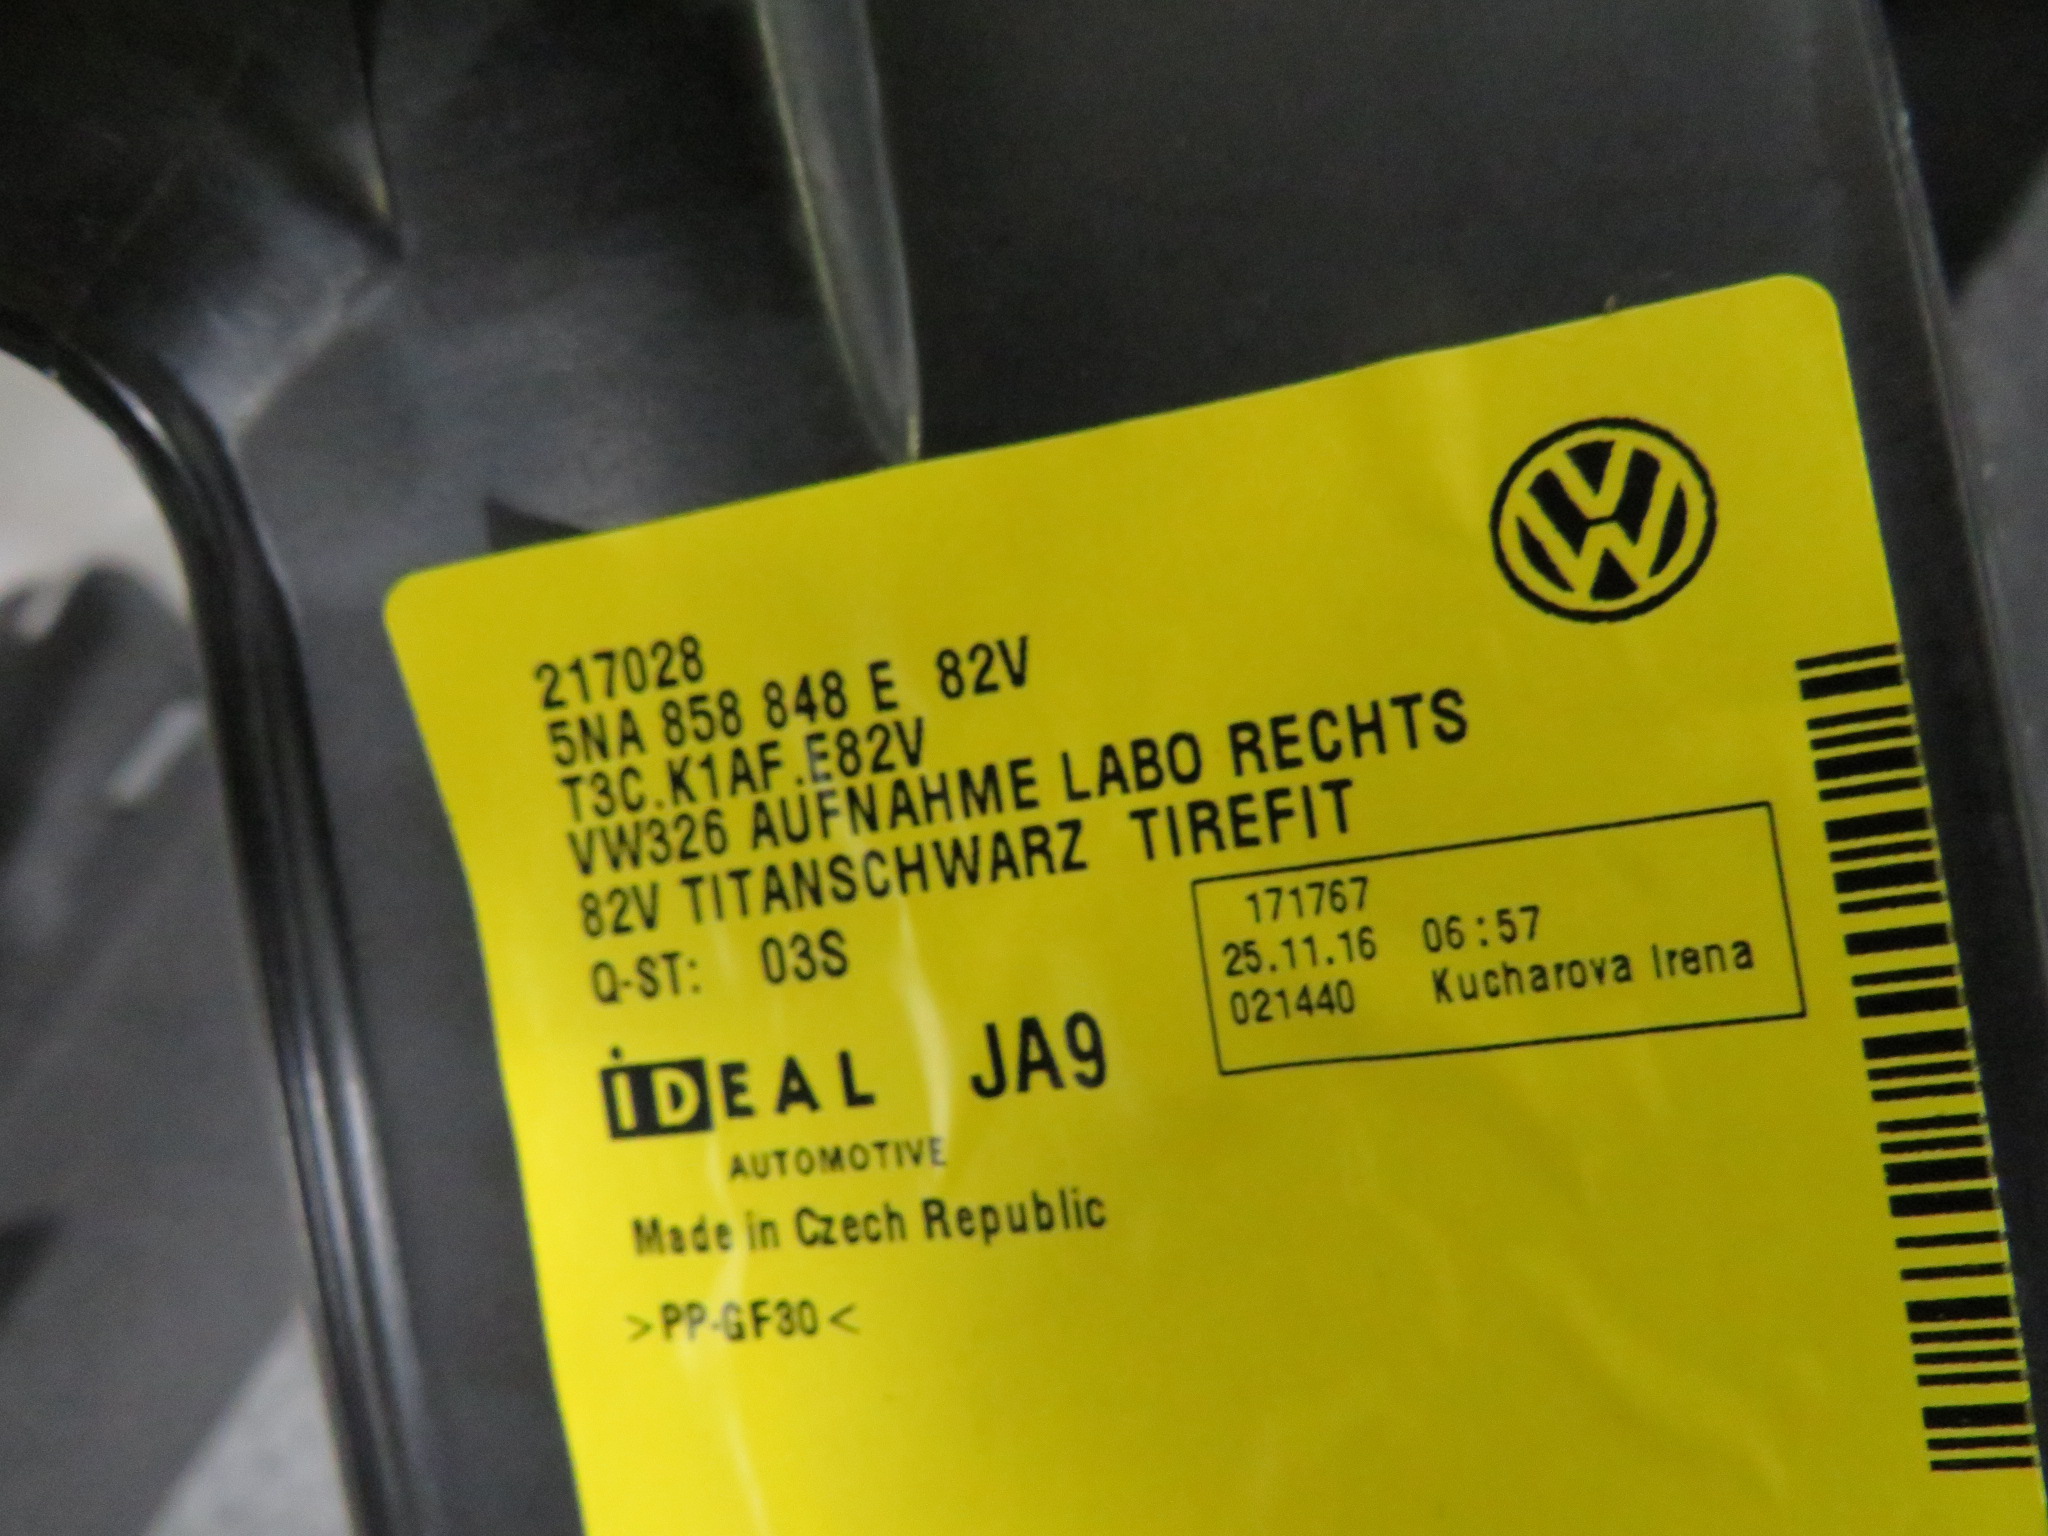 VW
217028
5NA 858 848 E 82V
T3C.K1AF.E82V
VW326 AUFNAHME LABO RECHTS
82V TITANSCHWARZ TIREFIT
Q-ST: 03S
171767
25.11.16 06:57
021440 Kucharova Irena
iDEAL JA9
AUTOMOTIVE
Made in Czech Republic
>PP-GF30<